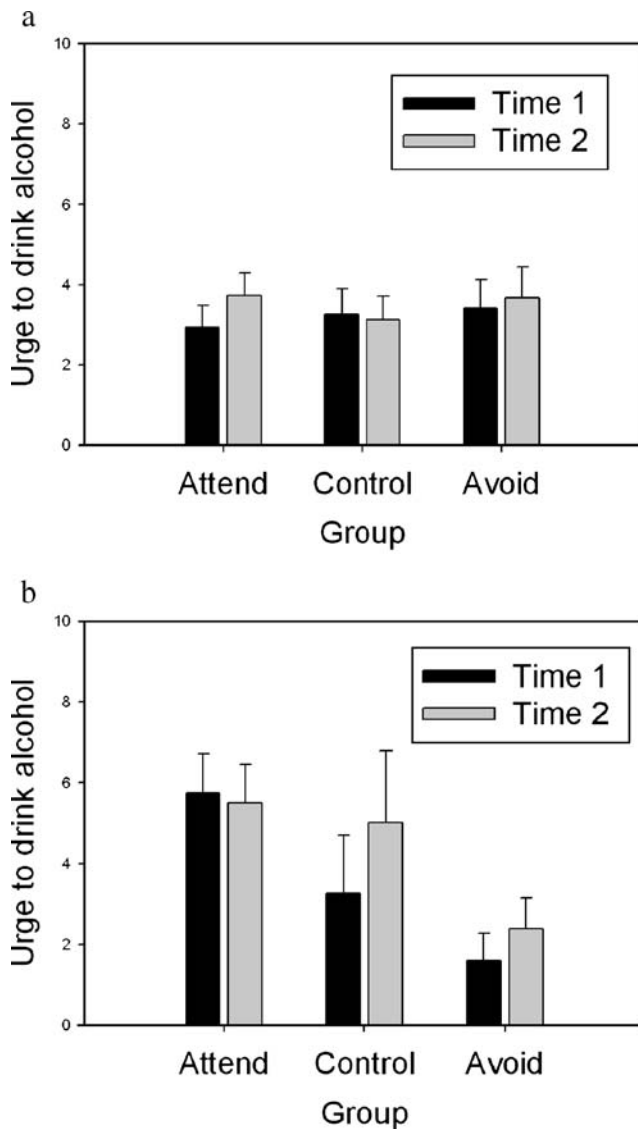 a
10
8
6
4
2
0
Urge to drink alcohol
Time 1
Time 2
Attend Control Avoid
Group
b
10
8
6
4
2
0
Urge to drink alcohol
Time 1
Time 2
Attend Control Avoid
Group